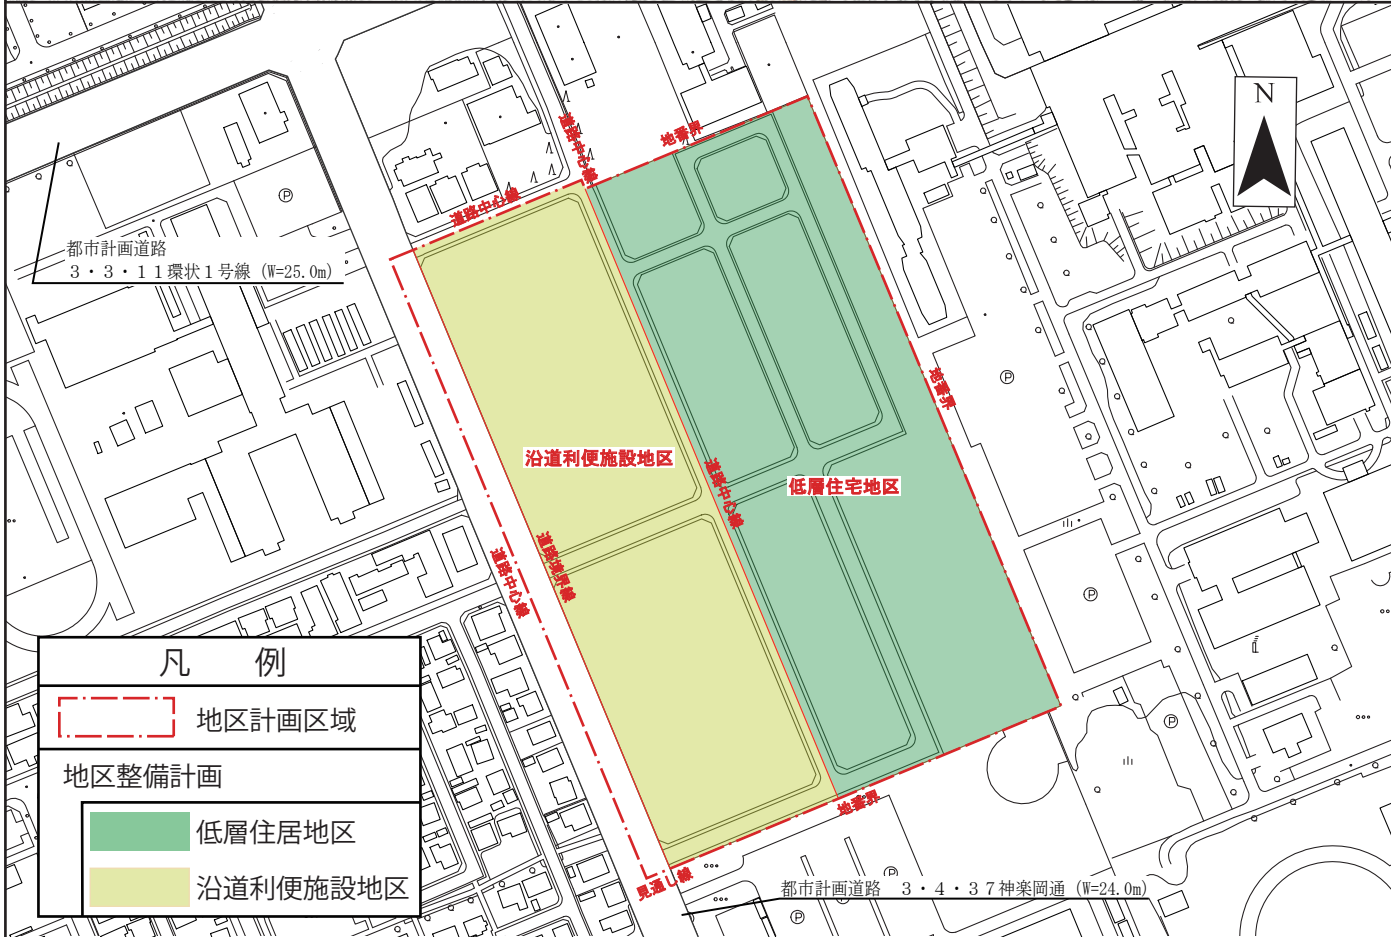 N
道路中心線
地番界
道路中心線
都市計画道路
3・3・11環状1号線 (W=25.0m)
地番界
沿道利便施設地区
低層住宅地区
道路中心線
道路境界線
道路中心線
凡 例
地区計画区域
地区整備計画
低層住居地区
沿道利便施設地区
地番界
見通し線
都市計画道路 3・4・37神楽岡通 (W=24.0m)
P
P
P
P
P
P